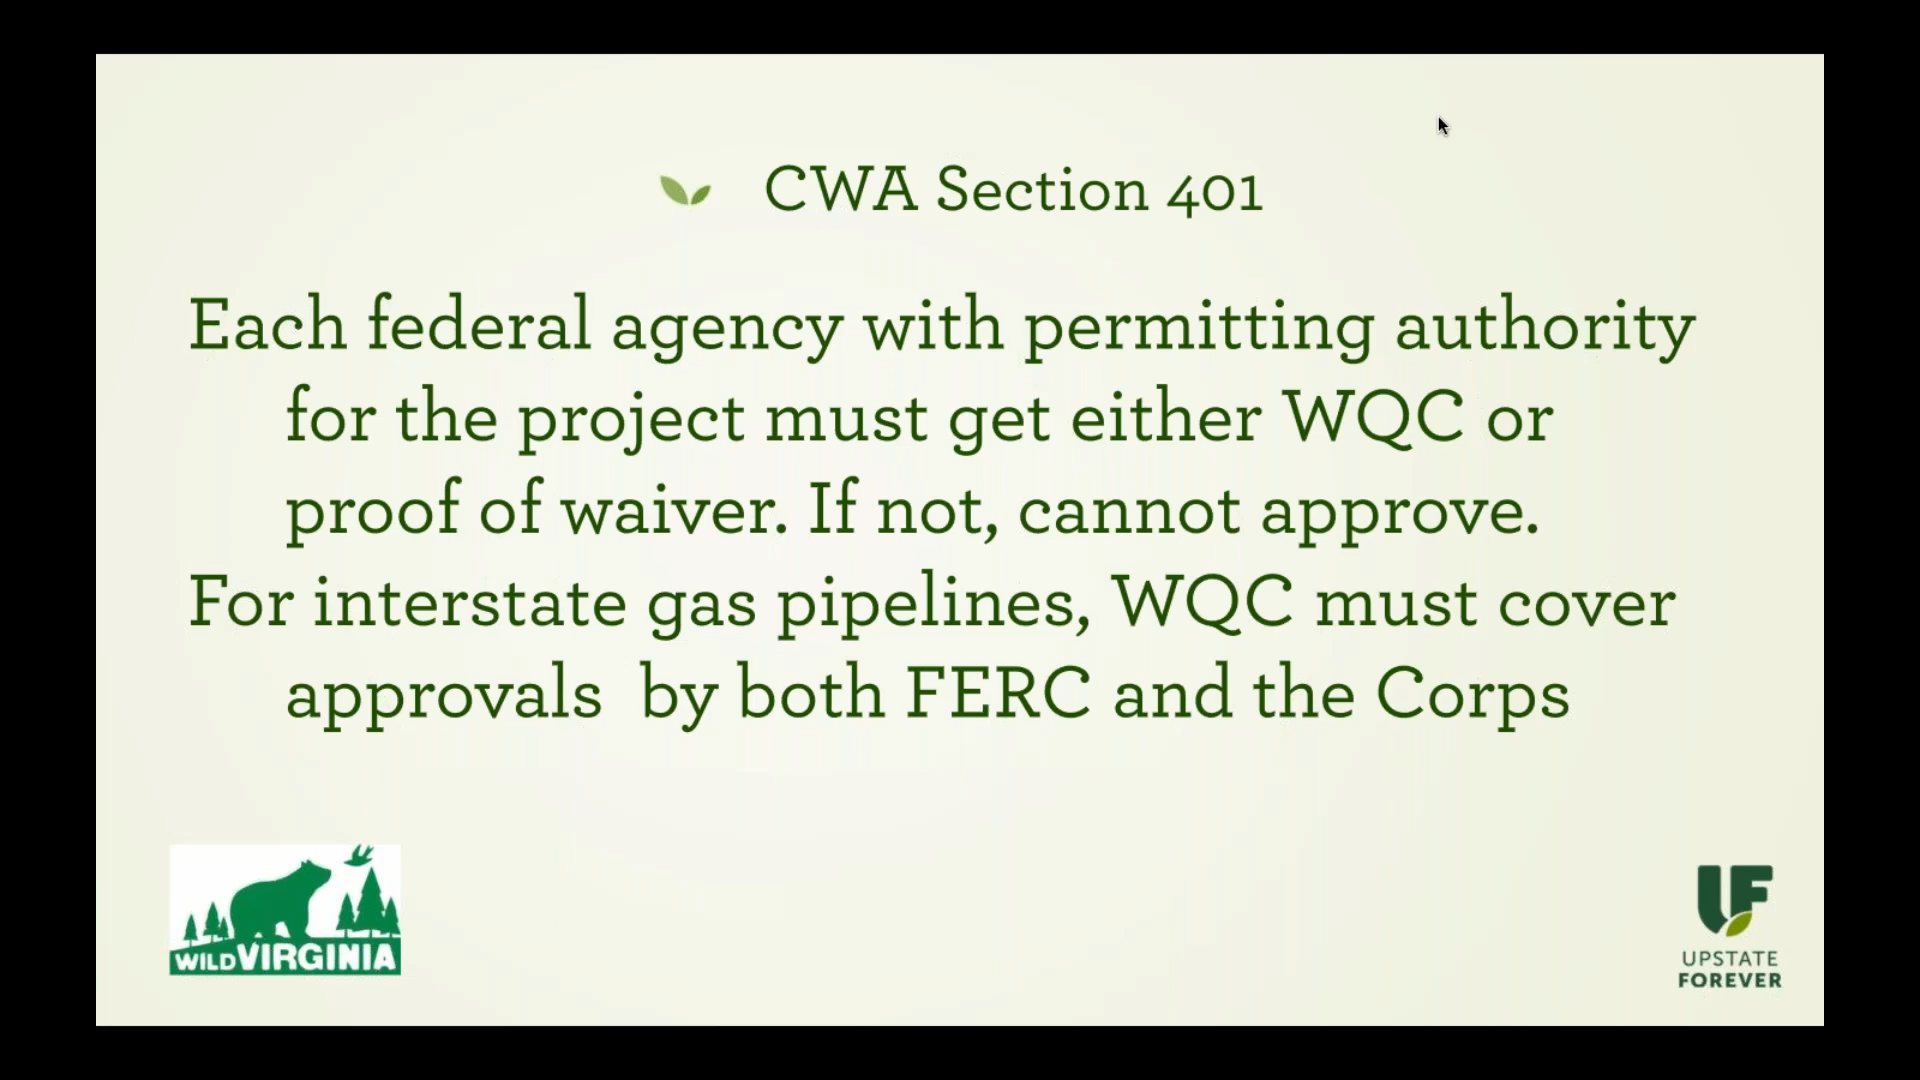 CWA Section 401
Each federal agency with permitting authority
for the project must get either WQC or
proof of waiver. If not, cannot approve.
For interstate gas pipelines, WQC must cover
approvals  by both FERC and the Corps
WILD VIRGINIA
UF
UPSTATE
FOREVER